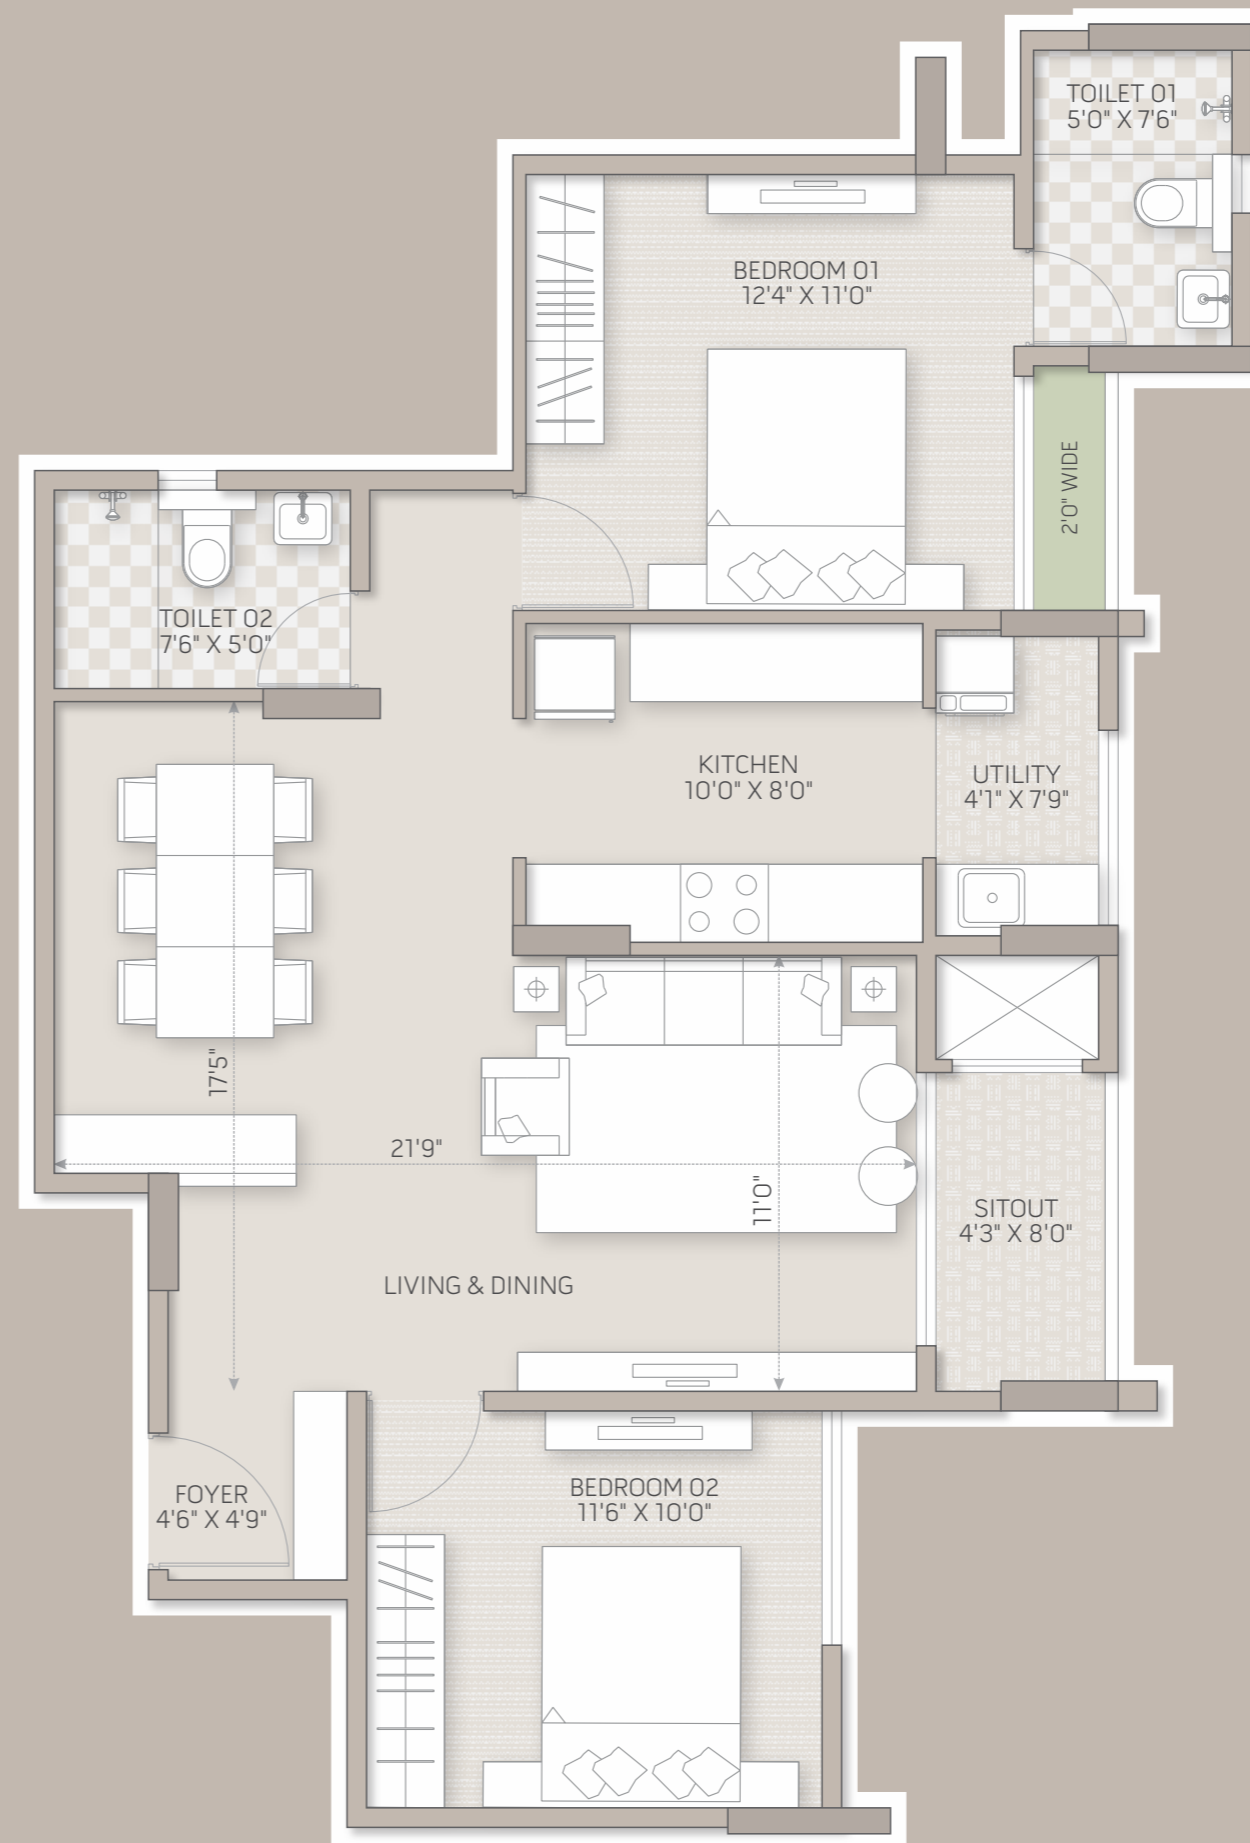 TOILET 01
5'0" X 7'6"
BEDROOM 01
12'4" X 11'0"
2'0" WIDE
TOILET 02
7'6" X 5'0"
KITCHEN
10'0" X 8'0"
UTILITY
4'1" X 7'9"
17'5"
21'9"
11'0"
SITOUT
4'3" X 8'0"
LIVING & DINING
BEDROOM 02
11'6" X 10'0"
FOYER
4'6" X 4'9"